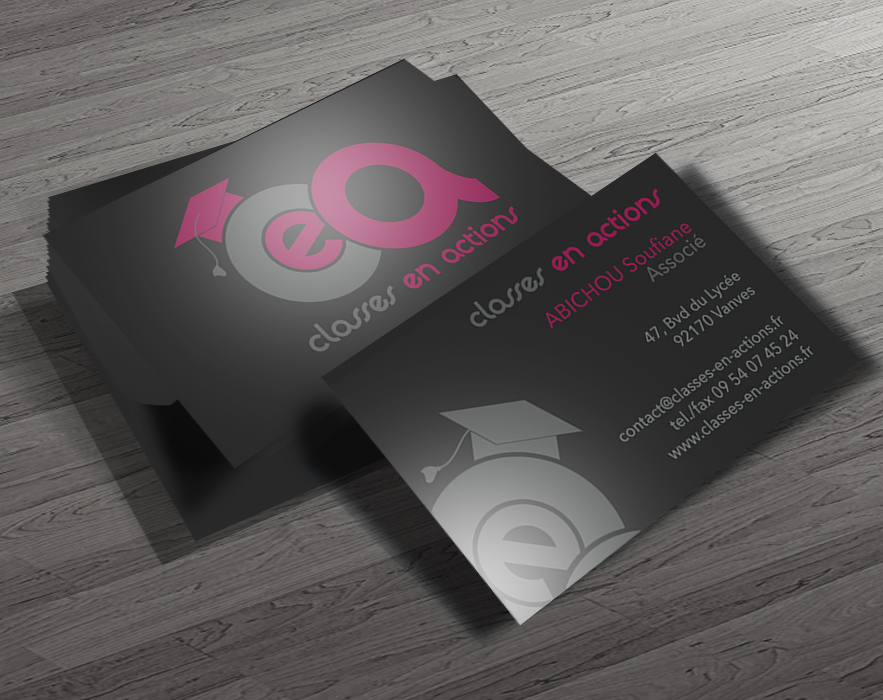 ea
classes en actions
classes en actions
ABICHOU Soufiane
Associé
47, Bvd du Lycée
92170 Vanves
contact@classes-en-actions.fr
tel./fax 09 54 07 45 24
www.classes-en-actions.fr
e